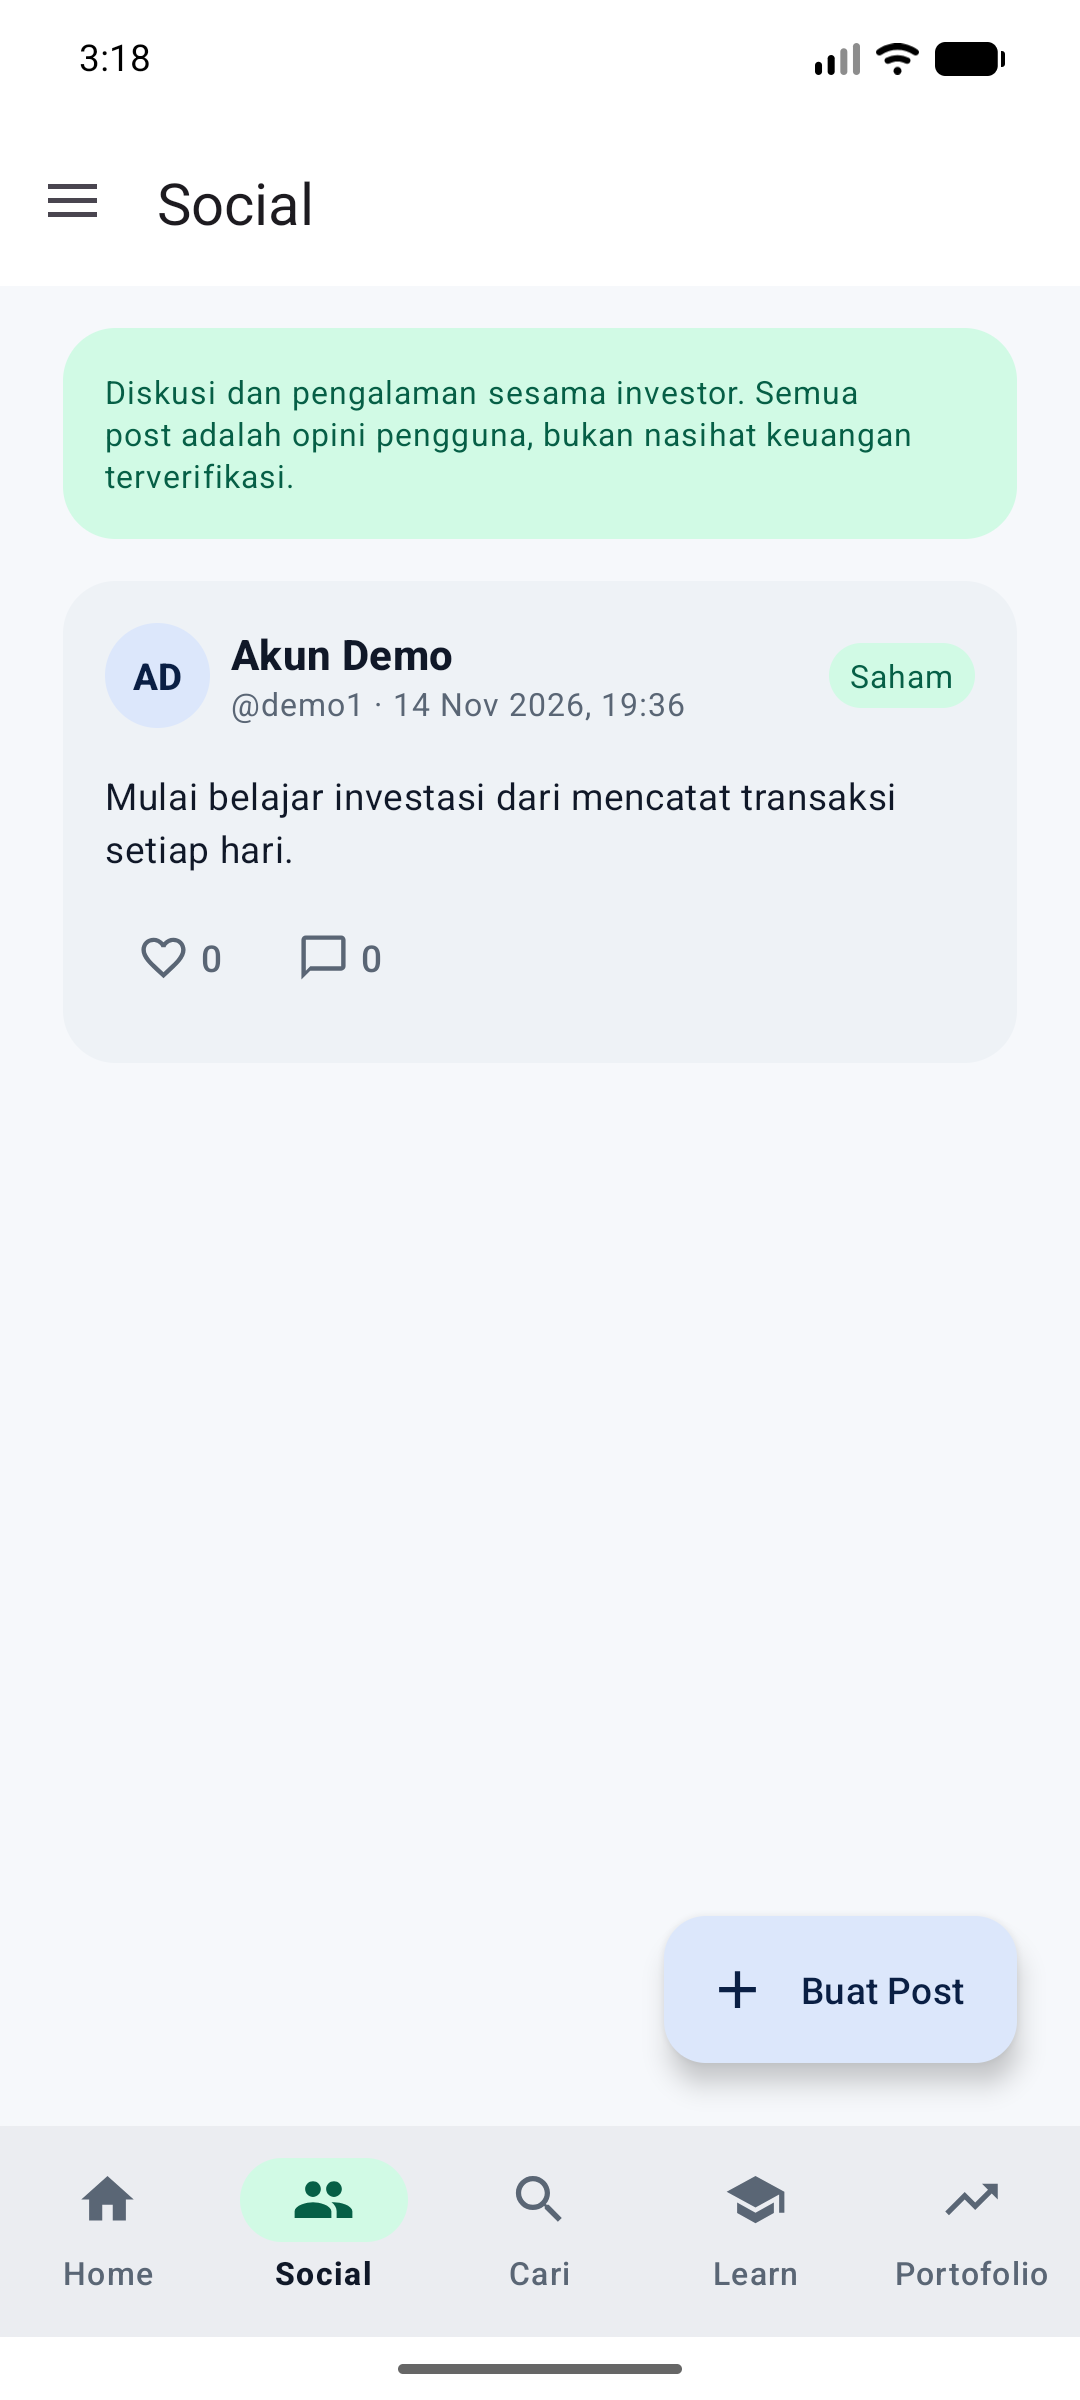 3:18
Social
Diskusi dan pengalaman sesama investor. Semua
post adalah opini pengguna, bukan nasihat keuangan
terverifikasi.
AD
Akun Demo
@demo1 · 14 Nov 2026, 19:36
Saham
Mulai belajar investasi dari mencatat transaksi
setiap hari.
0
0
Buat Post
Home
Social
Cari
Learn
Portofolio